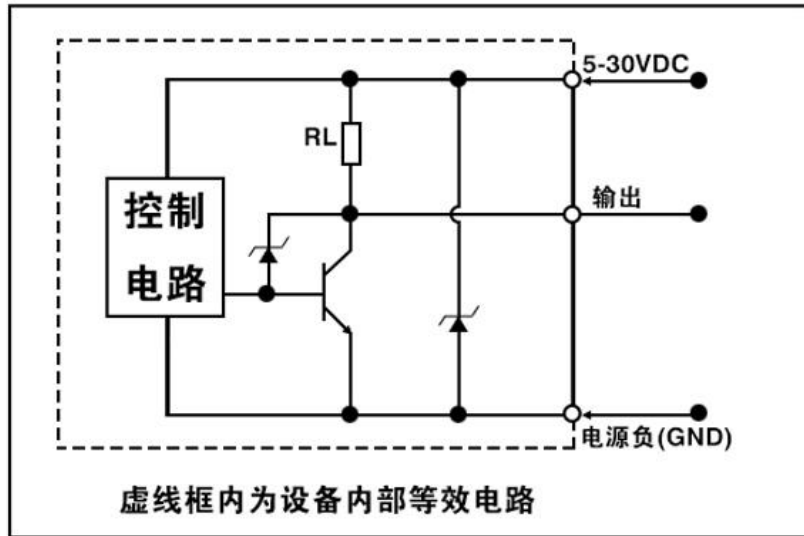 5-30VDC
RL
输出
控制
电路
电源负(GND)
虚线框内为设备内部等效电路